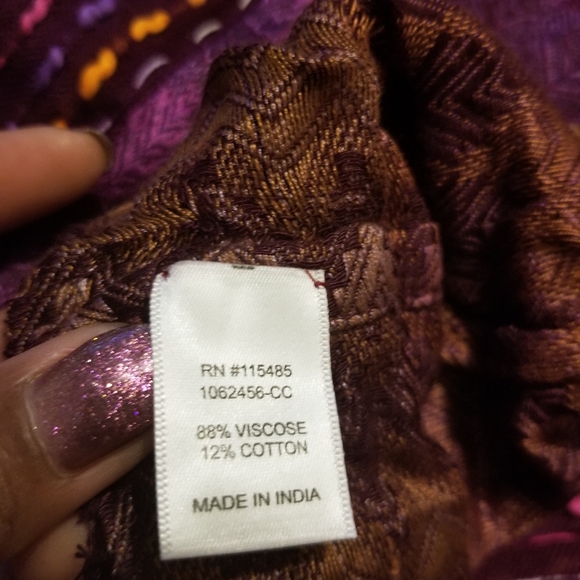 RN #115485
1062456-CC
88% VISCOSE
12% COTTON
MADE IN INDIA